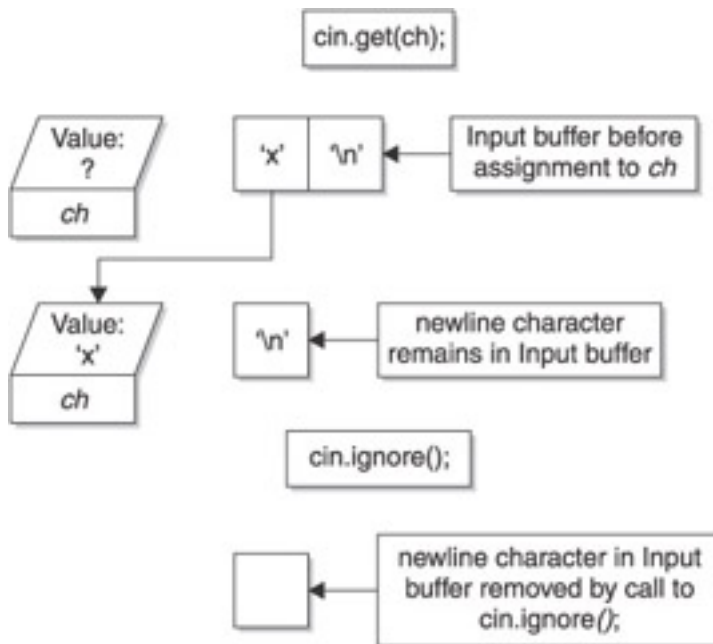 cin.get(ch);
Value:
?
ch
‘x’
‘\n’
Input buffer before
assignment to ch
Value:
‘x’
ch
‘\n’
newline character
remains in Input buffer
cin.ignore();
newline character in Input
buffer removed by call to
cin.ignore();